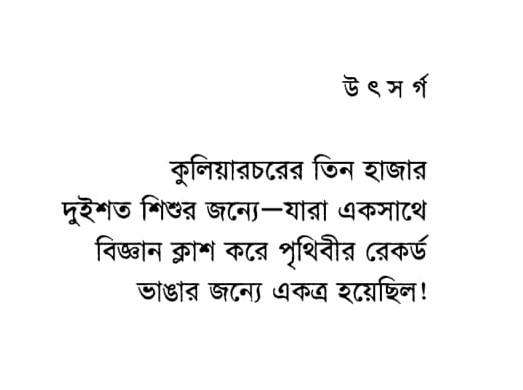 উ ৎ স র্গ
কুলিয়ারচরের তিন হাজার
দুইশত শিশুর জন্যে—যারা একসাথে
বিজ্ঞান ক্লাশ করে পৃথিবীর রেকর্ড
ভাঙার জন্যে একত্র হয়েছিল!